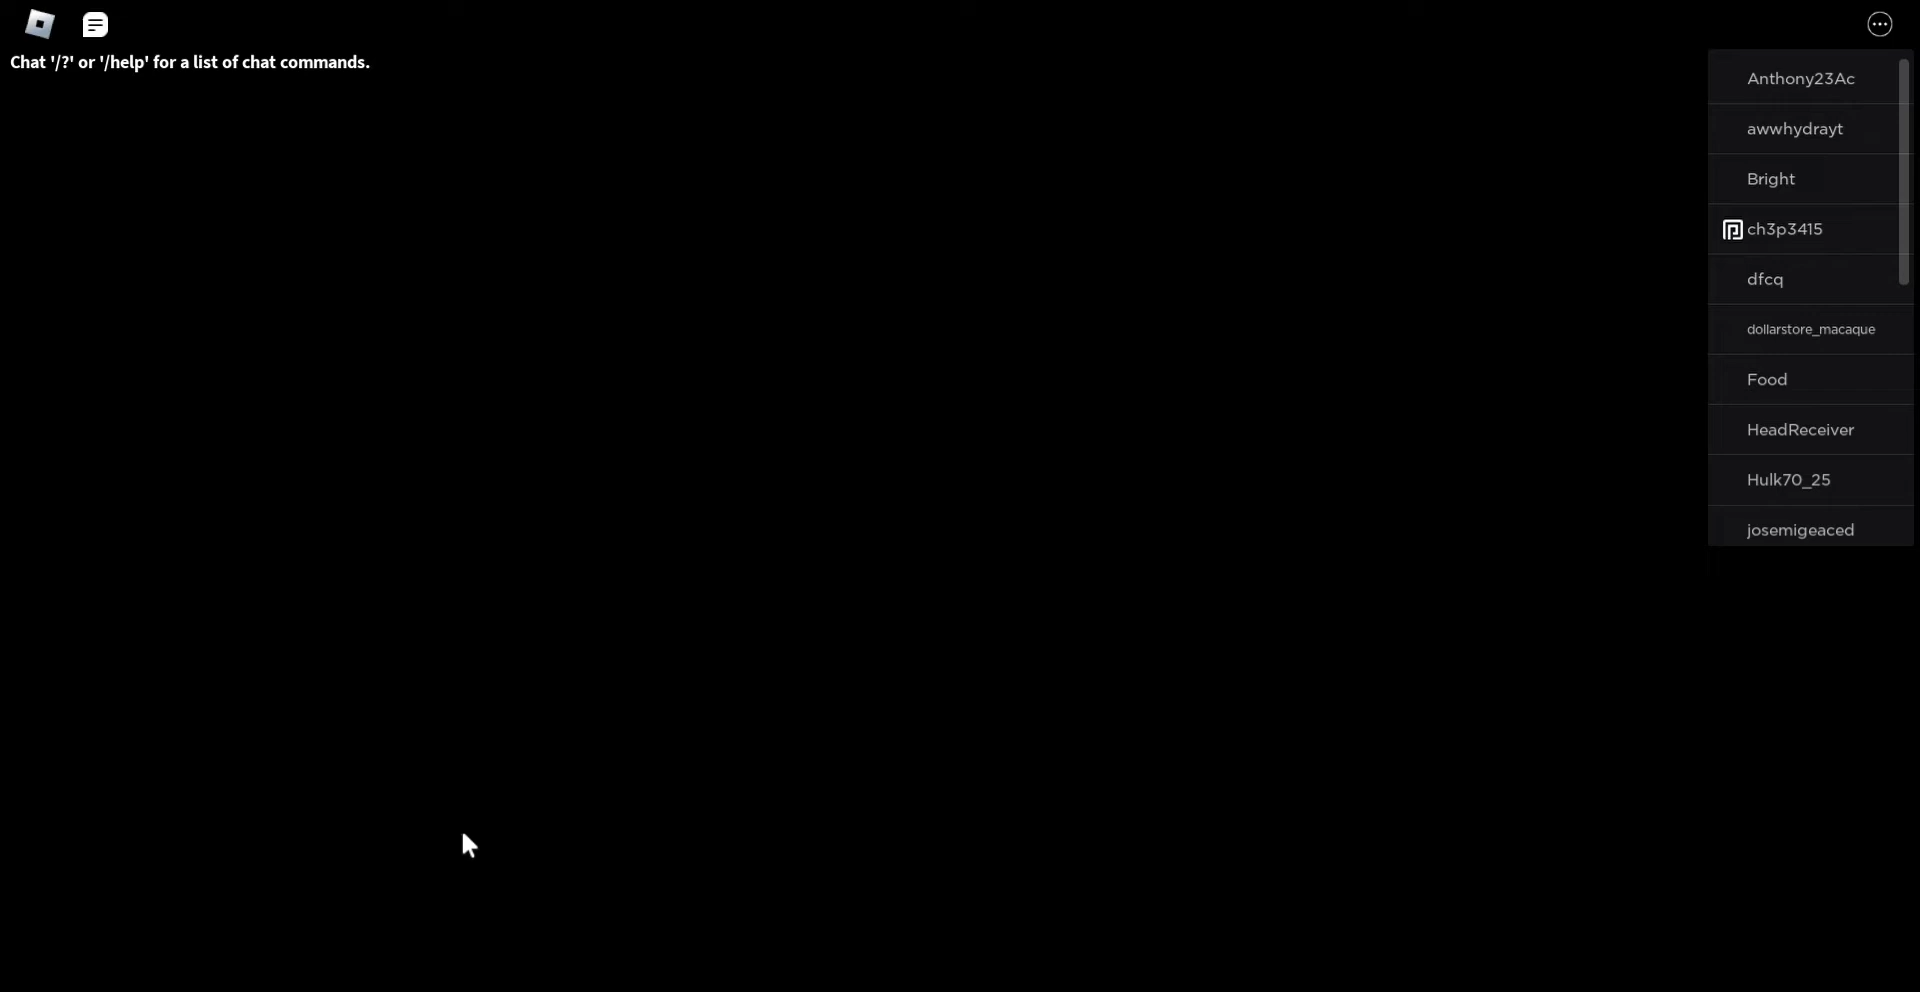 Chat '/?' or '/help' for a list of chat commands.
Anthony23Ac
awwhydrayt
Bright
ch3p3415
dfcq
dollarstore_macaque
Food
HeadReceiver
Hulk70_25
josemigeaced